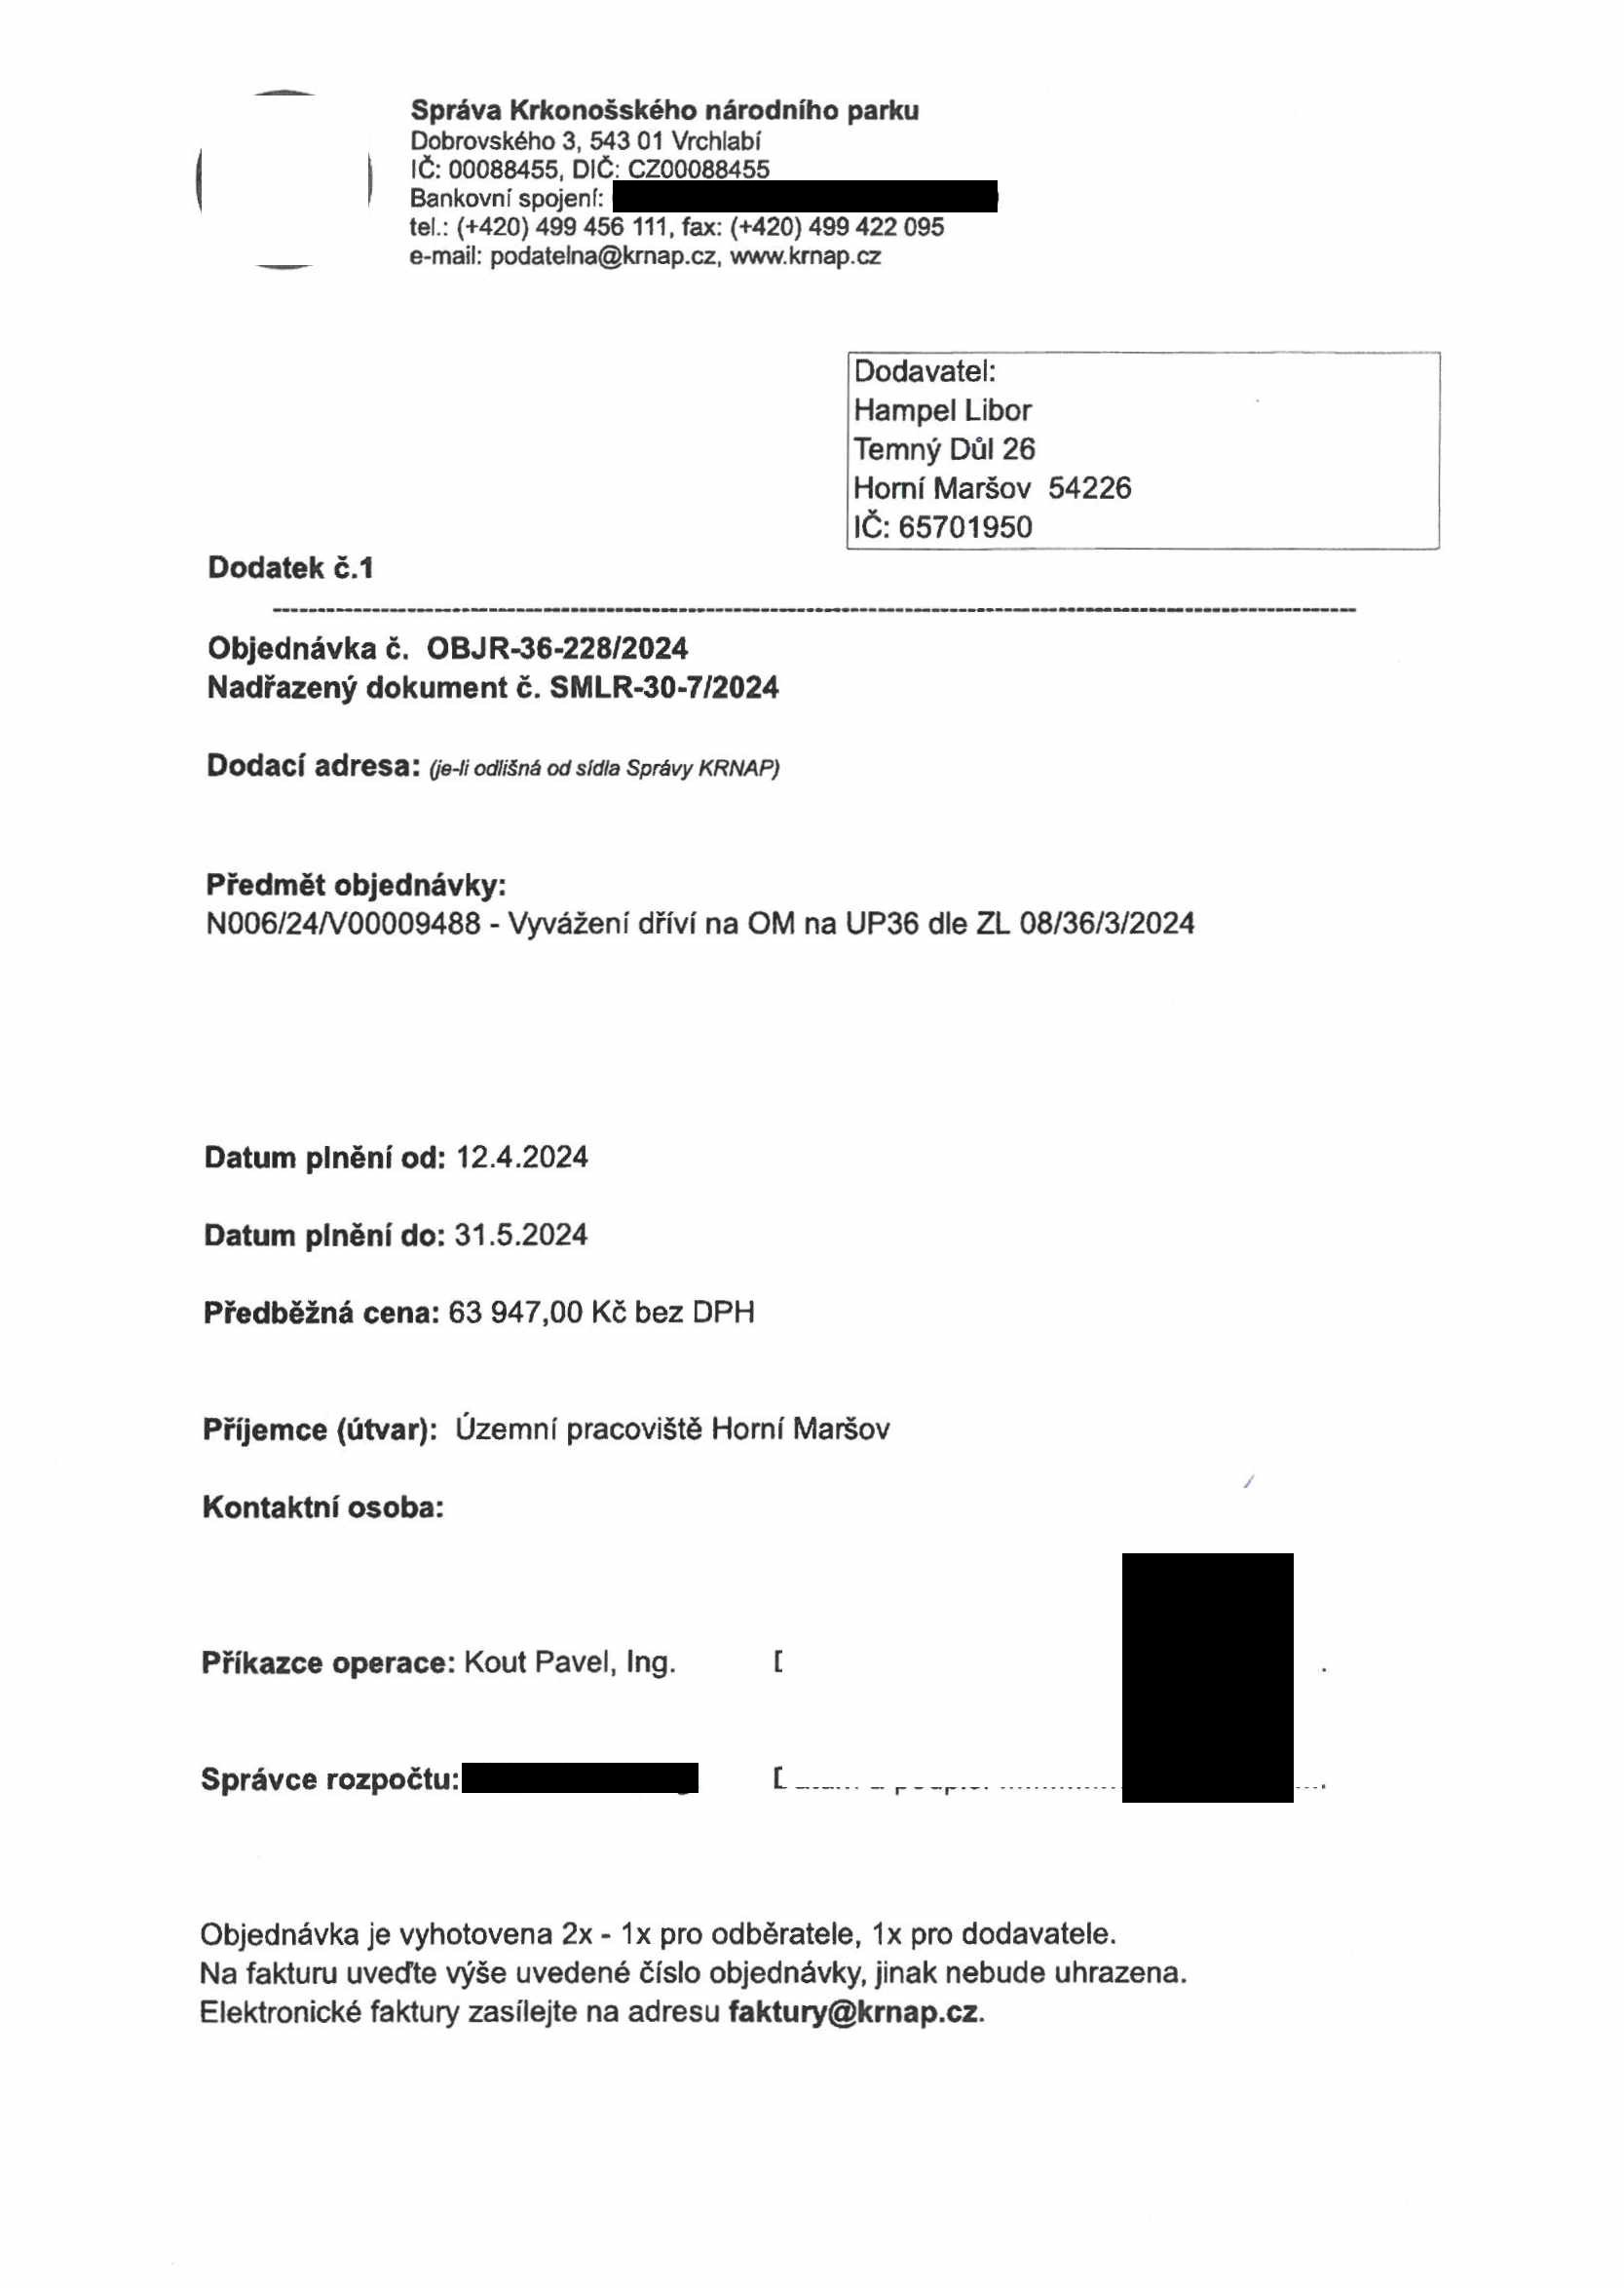 Správa Krkonošského národního parku
Dobrovského 3, 543 01 Vrchlabí
IČ: 00088455, DIČ: CZ00088455
Bankovní spojení:
tel.: (+420) 499 456 111, fax: (+420) 499 422 095
e-mail: podatelna@krnap.cz, www.krnap.cz
Dodavatel:
Hampel Libor
Temný Důl 26
Horní Maršov 54226
IČ: 65701950
Dodatek č.1
Objednávka č. OBJR-36-228/2024
Nadřazený dokument č. SMLR-30-7/2024
Dodací adresa: (je-li odlišná od sídla Správy KRNAP)
Předmět objednávky:
N006/24/V00009488 - Vyvážení dříví na OM na UP36 dle ZL 08/36/3/2024
Datum plnění od: 12.4.2024
Datum plnění do: 31.5.2024
Předběžná cena: 63 947,00 Kč bez DPH
Příjemce (útvar): Územní pracoviště Horní Maršov
Kontaktní osoba:
Příkazce operace: Kout Pavel, Ing.
Správce rozpočtu:
Objednávka je vyhotovena 2x - 1x pro odběratele, 1x pro dodavatele.
Na fakturu uveďte výše uvedené číslo objednávky, jinak nebude uhrazena.
Elektronické faktury zasílejte na adresu faktury@krnap.cz.